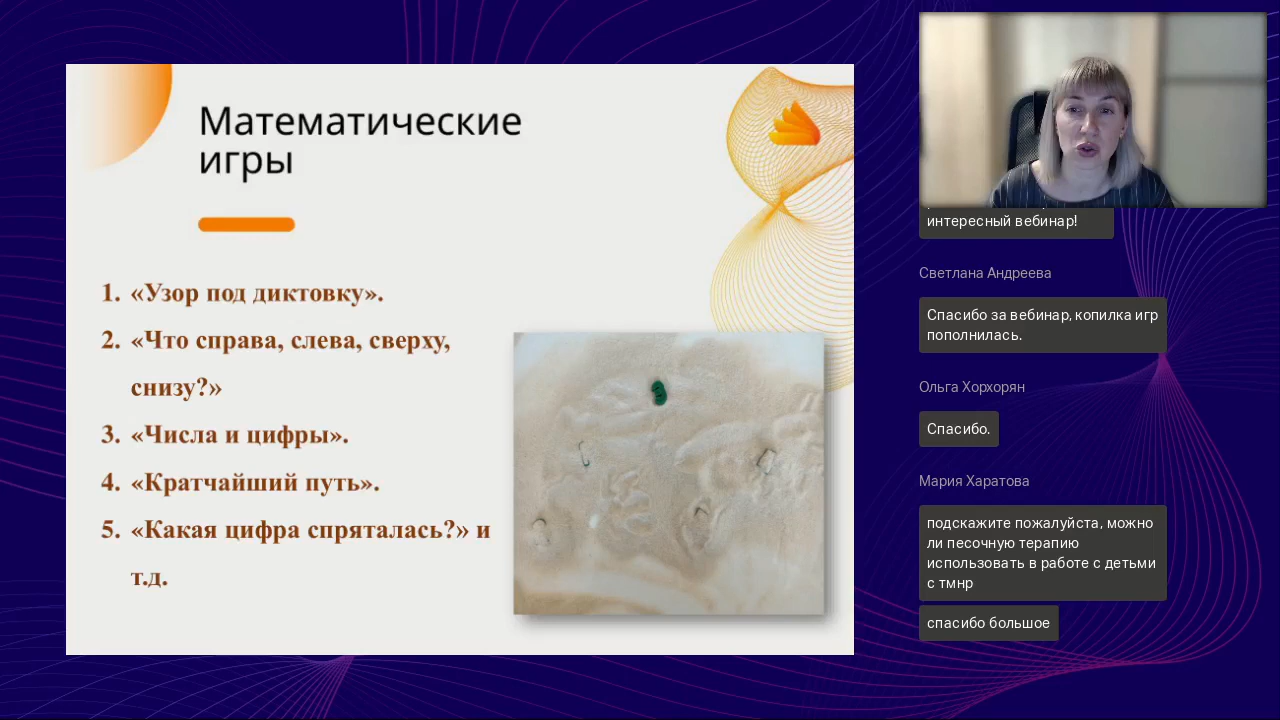 Математические
игры
1. «Узор под диктовку».
2. «Что справа, слева, сверху,
снизу?»
3. «Числа и цифры».
4. «Кратчайший путь».
5. «Какая цифра спряталась?» и
т.д.
интересный вебинар!
Светлана Андреева
Спасибо за вебинар, копилка игр
пополнилась.
Ольга Хорхорян
Спасибо.
Мария Харатова
подскажите пожалуйста, можно
ли песочную терапию
использовать в работе с детьми
с тмнр
спасибо большое